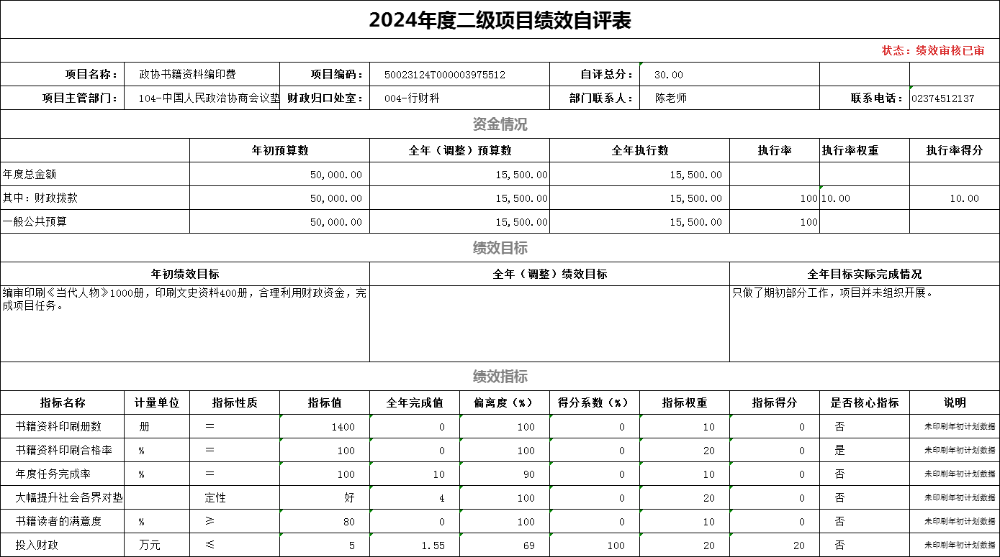 2024年度二级项目绩效自评表
状态：绩效审核已审
项目名称： 政协书籍资料编印费 项目编码： 50023124T000003975512 自评总分： 30.00
项目主管部门： 104-中国人民政治协商会议垫 财政归口处室： 004-行财科 部门联系人： 陈老师 联系电话： 02374512137
资金情况
年初预算数 全年（调整）预算数 全年执行数 执行率 执行率权重 执行率得分
年度总金额 50,000.00 15,500.00 15,500.00
其中：财政拨款 50,000.00 15,500.00 15,500.00 100 10.00 10.00
一般公共预算 50,000.00 15,500.00 15,500.00 100
绩效目标
年初绩效目标 全年（调整）绩效目标 全年目标实际完成情况
编审印刷《当代人物》1000册，印刷文史资料400册，合理利用财政资金，完 只做了期初部分工作，项目并未组织开展。
成项目任务。
绩效指标
指标名称 计量单位 指标性质 指标值 全年完成值 偏离度（%） 得分系数（%） 指标权重 指标得分 是否核心指标 说明
书籍资料印刷册数 册 ＝ 1400 0 100 0 10 0 否 未印刷年初计划数据
书籍资料印刷合格率 % ＝ 100 0 100 0 20 0 是 未印刷年初计划数据
年度任务完成率 % ＝ 100 10 90 0 10 0 否 未印刷年初计划数据
大幅提升社会各界对垫 定性 好 4 100 0 20 0 否 未印刷年初计划数据
书籍读者的满意度 % ≥ 80 0 100 0 10 0 否 未印刷年初计划数据
投入财政 万元 ≤ 5 1.55 69 100 20 20 否 未印刷年初计划数据